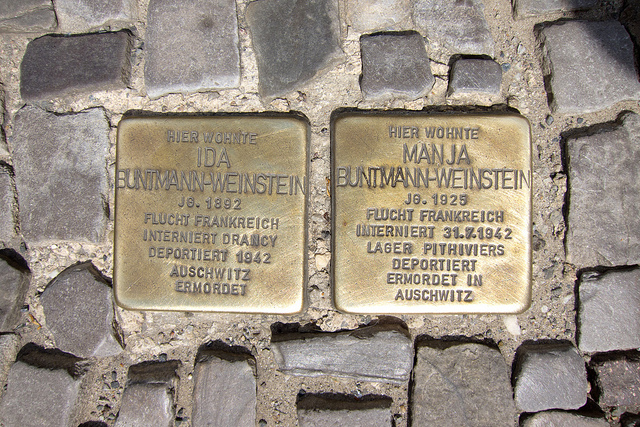 HIER WOHNTE
IDA
BUNTMANN-WEINSTEIN
JG. 1892
FLUCHT FRANKREICH
INTERNIERT DRANCY
DEPORTIERT 1942
AUSCHWITZ
ERMORDET
HIER WOHNTE
MANJA
BUNTMANN-WEINSTEIN
JG. 1925
FLUCHT FRANKREICH
INTERNIERT 31.7.1942
LAGER PITHIVIERS
DEPORTIERT
ERMORDET IN
AUSCHWITZ